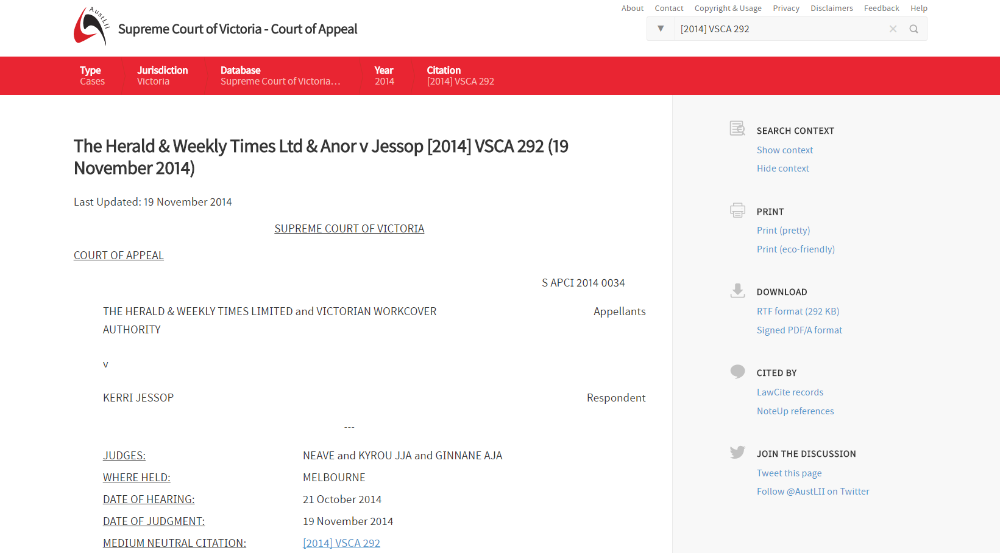 About Contact Copyright & Usage Privacy Disclaimers Feedback Help
AustLII
Supreme Court of Victoria - Court of Appeal
▼ [2014] VSCA 292
Type Jurisdiction Database Year Citation
Cases Victoria Supreme Court of Victoria... 2014 [2014] VSCA 292
The Herald & Weekly Times Ltd & Anor v Jessop [2014] VSCA 292 (19
November 2014)
Last Updated: 19 November 2014
SUPREME COURT OF VICTORIA
COURT OF APPEAL
S APCI 2014 0034
THE HERALD & WEEKLY TIMES LIMITED and VICTORIAN WORKCOVER Appellants
AUTHORITY
v
KERRI JESSOP Respondent
---
JUDGES: NEAVE and KYROU JJA and GINNANE AJA
WHERE HELD: MELBOURNE
DATE OF HEARING: 21 October 2014
DATE OF JUDGMENT: 19 November 2014
MEDIUM NEUTRAL CITATION: [2014] VSCA 292
SEARCH CONTEXT
Show context
Hide context
PRINT
Print (pretty)
Print (eco-friendly)
DOWNLOAD
RTF format (292 KB)
Signed PDF/A format
CITED BY
LawCite records
NoteUp references
JOIN THE DISCUSSION
Tweet this page
Follow @AustLII on Twitter